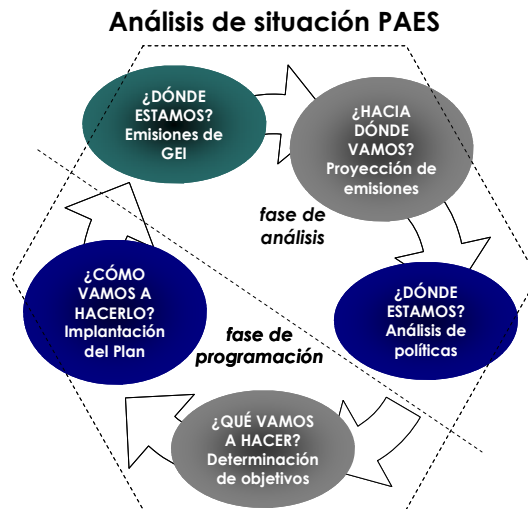 Análisis de situación PAES
¿DÓNDE
ESTAMOS?
Emisiones de
GEI
¿HACIA
DÓNDE
VAMOS?
Proyección de
emisiones
fase de
análisis
¿DÓNDE
ESTAMOS?
Análisis de
políticas
¿CÓMO
VAMOS A
HACERLO?
Implantación
del Plan
fase de
programación
¿QUÉ VAMOS
A HACER?
Determinación
de objetivos